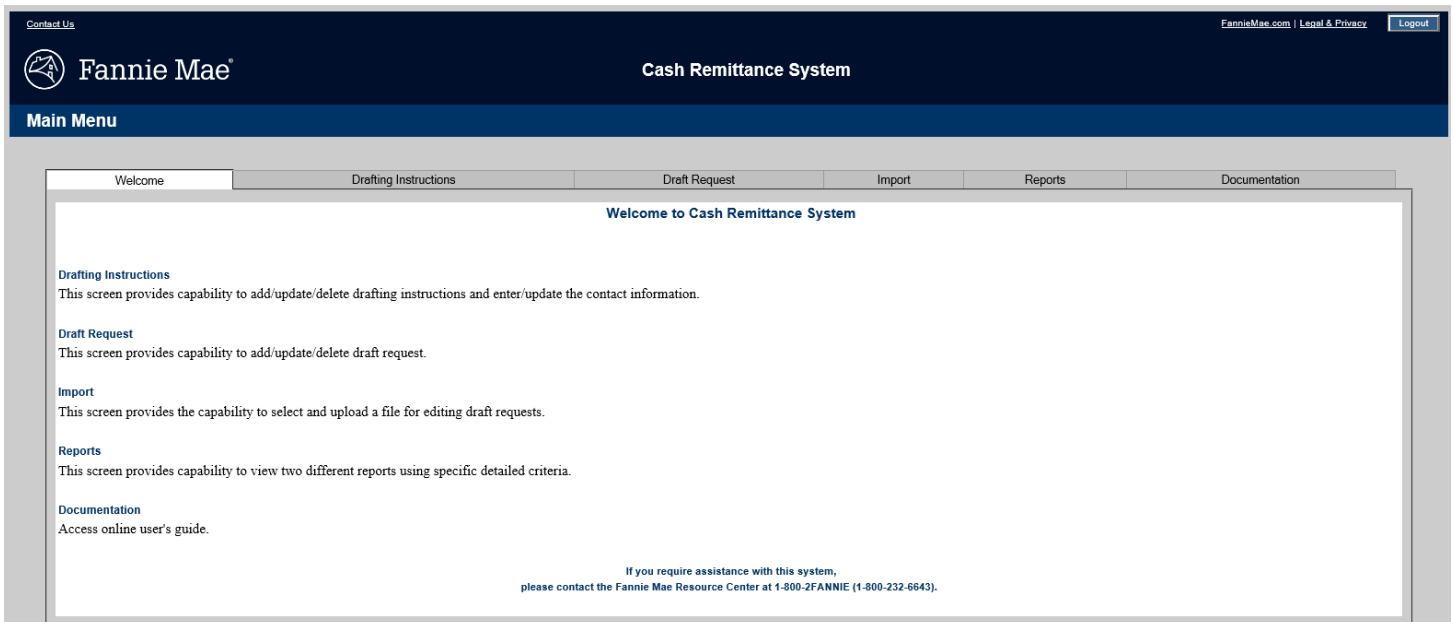 Contact Us
FannieMae.com | Legal & Privacy
Logout
Fannie Mae®
Cash Remittance System
Main Menu
Welcome
Drafting Instructions
Draft Request
Import
Reports
Documentation
Welcome to Cash Remittance System
Drafting Instructions
This screen provides capability to add/update/delete drafting instructions and enter/update the contact information.
Draft Request
This screen provides capability to add/update/delete draft request.
Import
This screen provides the capability to select and upload a file for editing draft requests.
Reports
This screen provides capability to view two different reports using specific detailed criteria.
Documentation
Access online user's guide.
If you require assistance with this system,
please contact the Fannie Mae Resource Center at 1-800-2FANNIE (1-800-232-6643).